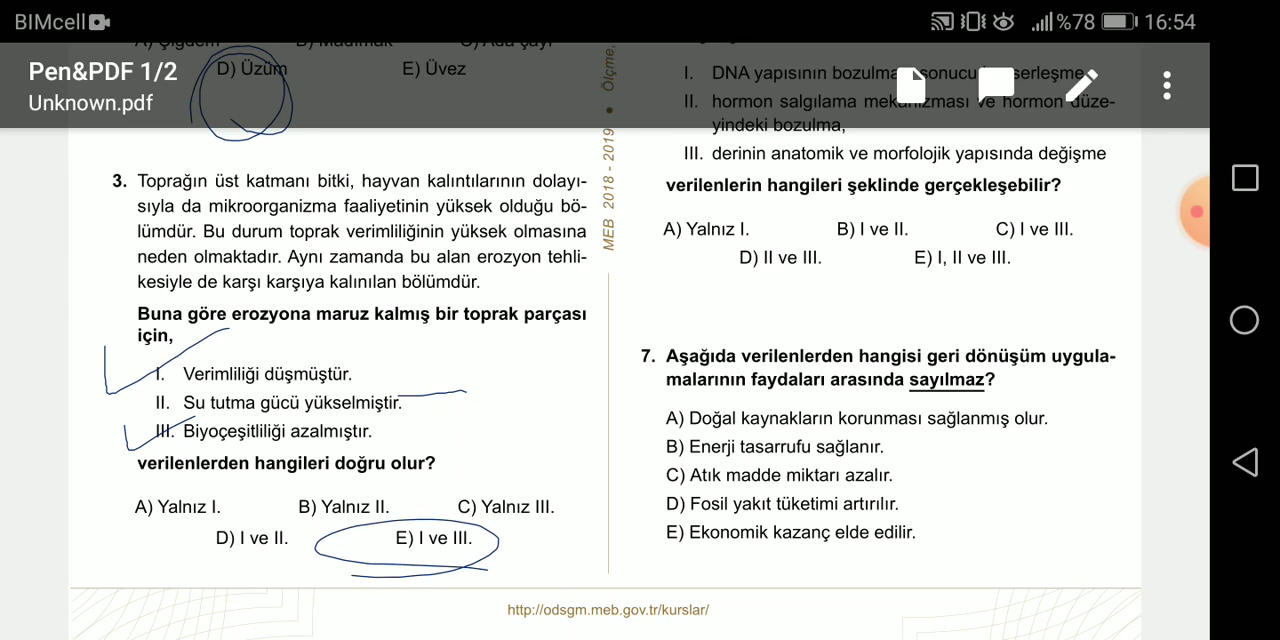 BIMcell
%78 16:54
Pen&PDF 1/2
Unknown.pdf
A) Çiğdem B) Madımak C) Ada çayı
D) Üzüm E) Üvez
3. Toprağın üst katmanı bitki, hayvan kalıntılarının dolayı-
sıyla da mikroorganizma faaliyetinin yüksek olduğu bö-
lümdür. Bu durum toprak verimliliğinin yüksek olmasına
neden olmaktadır. Aynı zamanda bu alan erozyon tehli-
kesiyle de karşı karşıya kalınılan bölümdür.
Buna göre erozyona maruz kalmış bir toprak parçası
için,
I. Verimliliği düşmüştür.
II. Su tutma gücü yükselmiştir.
III. Biyoçeşitliliği azalmıştır.
verilenlerden hangileri doğru olur?
A) Yalnız I. B) Yalnız II. C) Yalnız III.
D) I ve II. E) I ve III.
MEB 2018 - 2019 • Ölçme,
I. DNA yapısının bozulma sonucu
II. hormon salgılama mekanizması ve hormon düze-
yindeki bozulma,
III. derinin anatomik ve morfolojik yapısında değişme
verilenlerin hangileri şeklinde gerçekleşebilir?
A) Yalnız I. B) I ve II. C) I ve III.
D) II ve III. E) I, II ve III.
7. Aşağıda verilenlerden hangisi geri dönüşüm uygula-
malarının faydaları arasında sayılmaz?
A) Doğal kaynakların korunması sağlanmış olur.
B) Enerji tasarrufu sağlanır.
C) Atık madde miktarı azalır.
D) Fosil yakıt tüketimi artırılır.
E) Ekonomik kazanç elde edilir.
http://odsgm.meb.gov.tr/kurslar/